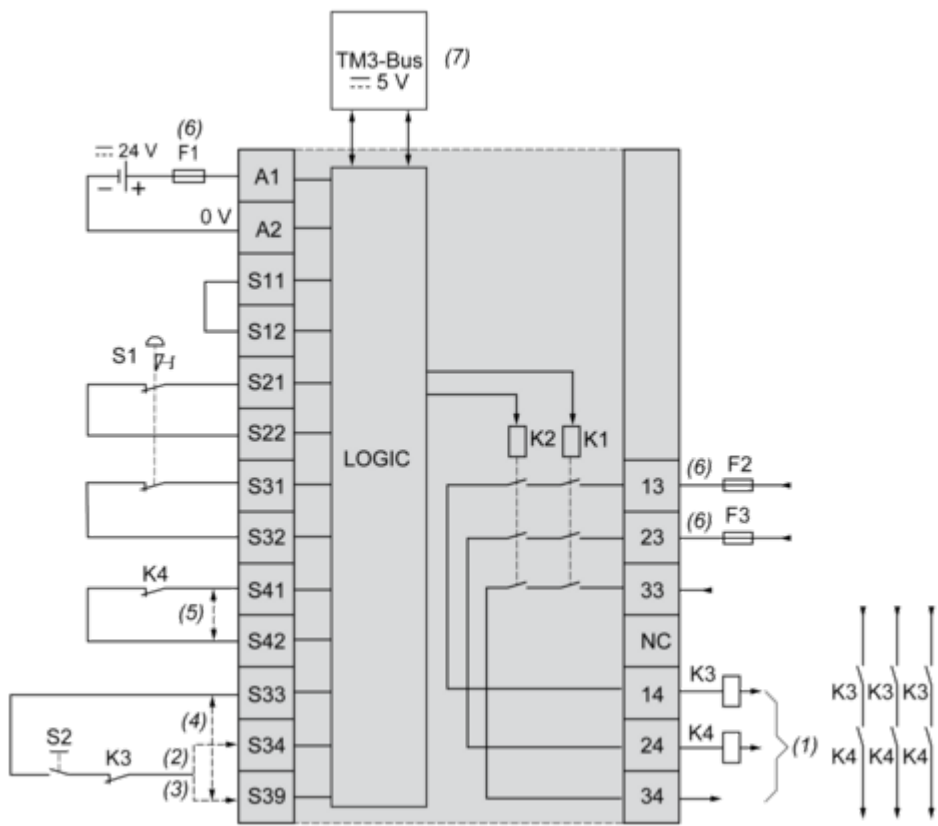 TM3-Bus (7)
5 V
(6)
24 V F1
− +
0 V
A1
A2
S11
S12
S1
S21
S22
S31
S32
K4
S41
(5)
S42
S33
(4)
S2
(2)
K3
S34
(3)
S39
LOGIC
K2 K1
13 (6) F2
23 (6) F3
33
NC
14 K3
24 K4
34
(1)
K3 K3 K3
K4 K4 K4